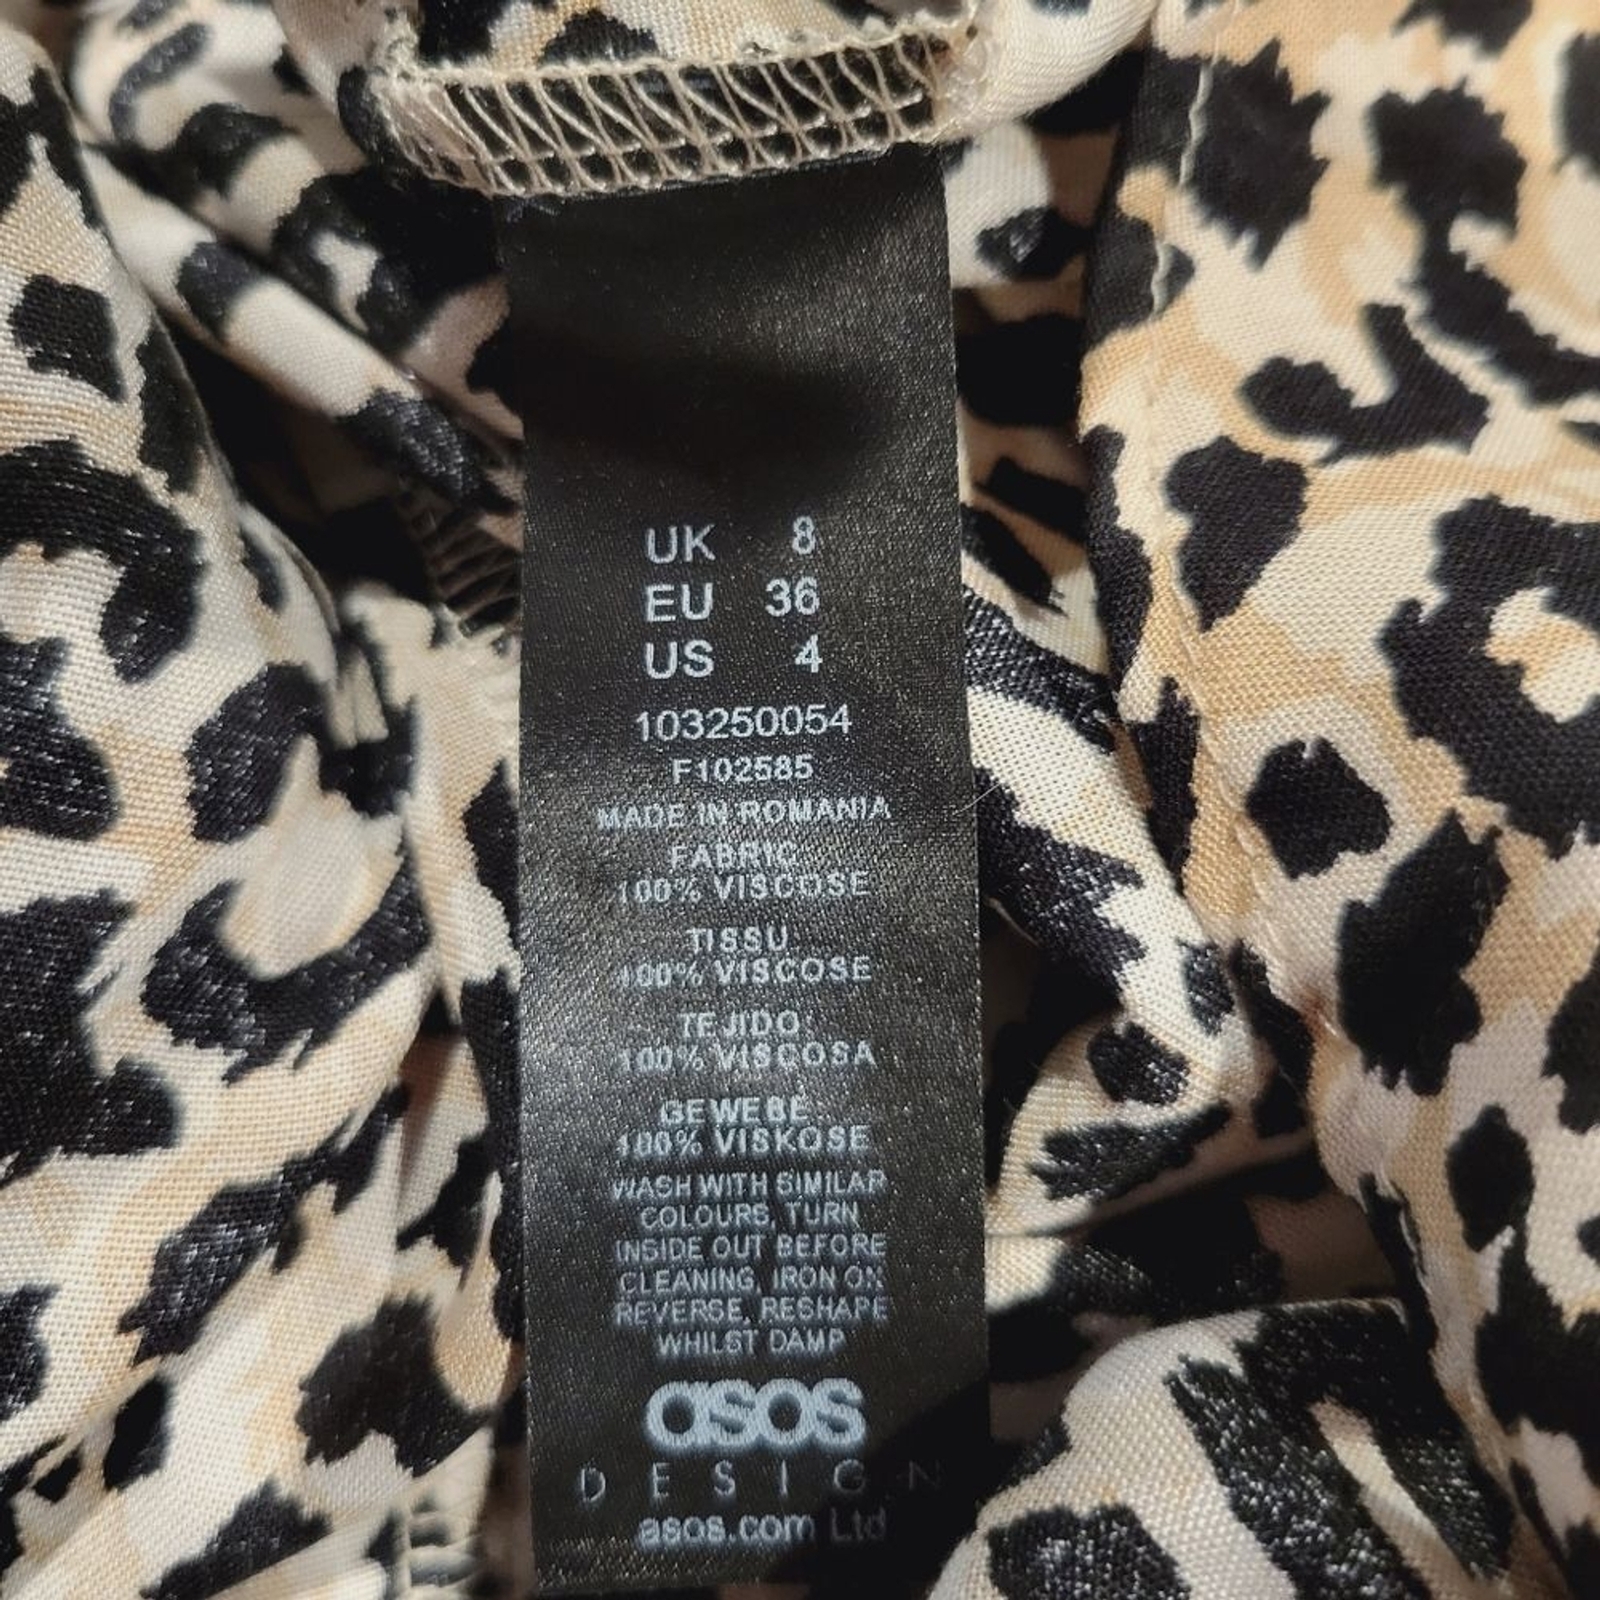 UK 8
EU 36
US 4
103250054
F102585
MADE IN ROMANIA
FABRIC
100% VISCOSE
TISSU
100% VISCOSE
TEJIDO
100% VISCOSA
GEWEBE
100% VISKOSE
WASH WITH SIMILAR
COLOURS, TURN
INSIDE OUT BEFORE
CLEANING, IRON ON
REVERSE, RESHAPE
WHILST DAMP
asos
DESIGN
asos.com Ltd